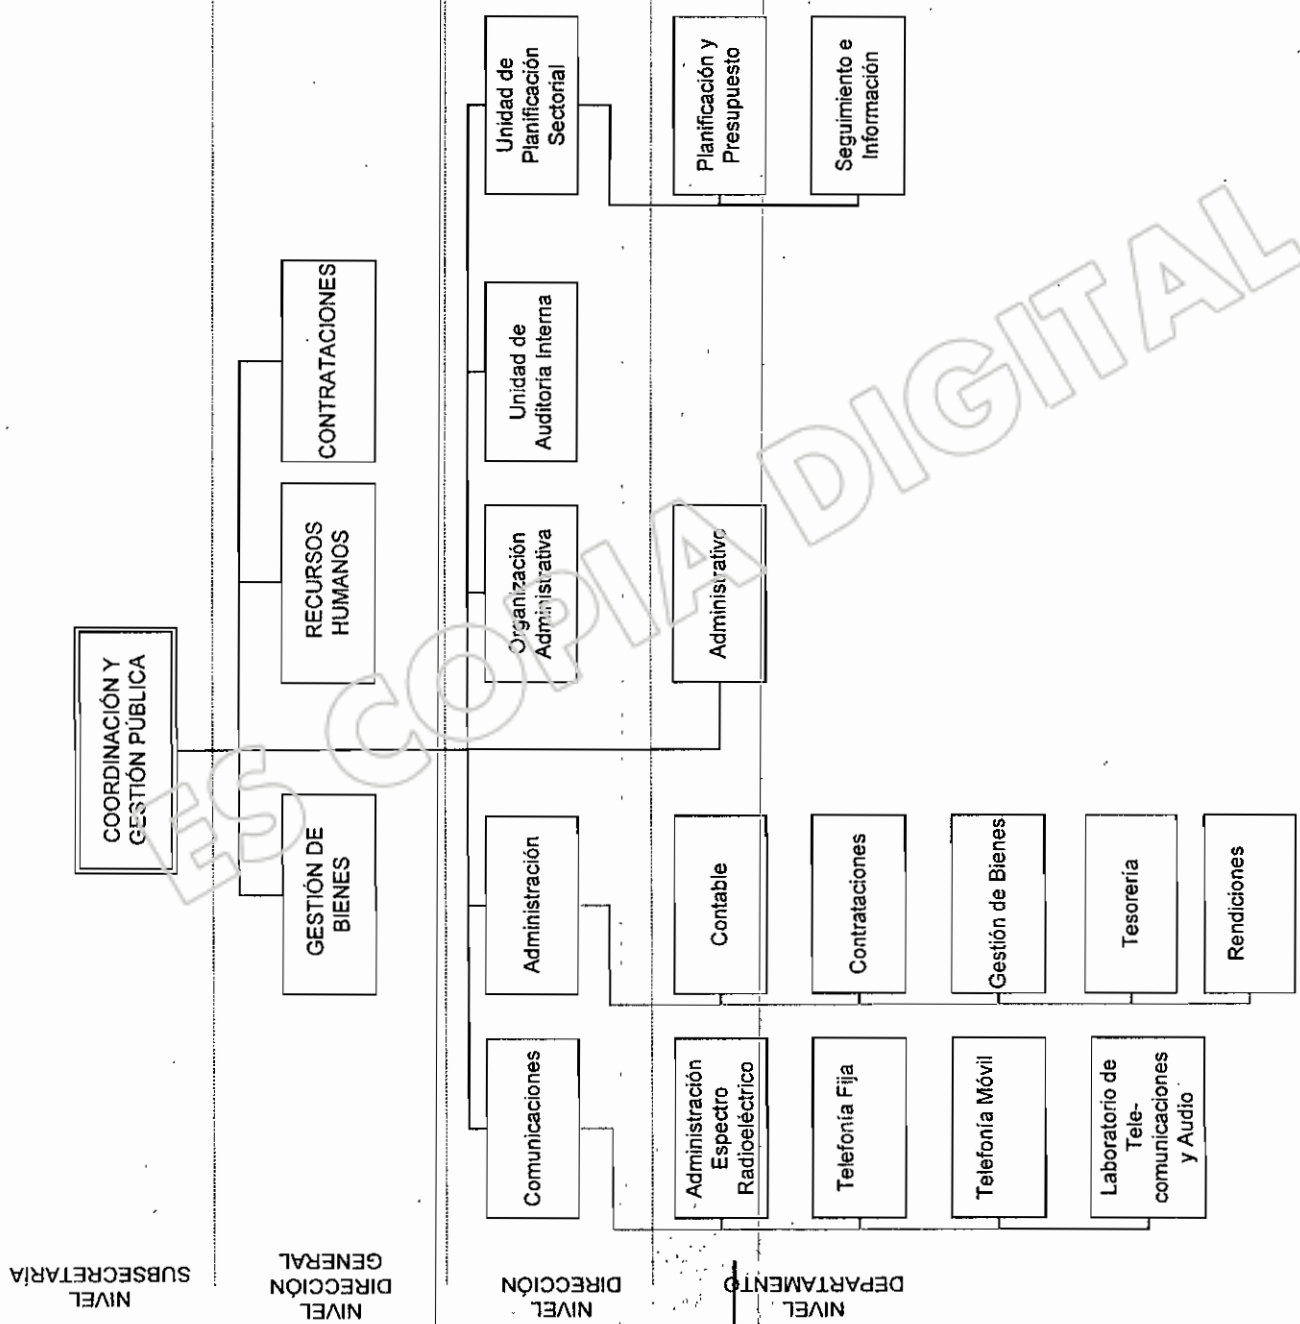 COORDINACIÓN Y
GESTIÓN PÚBLICA
NIVEL
SUBSECRETARÍA
GESTIÓN DE
BIENES
RECURSOS
HUMANOS
CONTRATACIONES
NIVEL
DIRECCIÓN
GENERAL
Comunicaciones
Administración
Organización
Administrativa
Unidad de
Auditoría Interna
Unidad de
Planificación
Sectorial
NIVEL
DIRECCIÓN
Administración
Espectro
Radioeléctrico
Contable
Administrativo
Planificación y
Presupuesto
NIVEL
DEPARTAMENTO
Telefonía Fija
Contrataciones
Seguimiento e
Información
Telefonía Móvil
Gestión de Bienes
Laboratorio de
Tele-
comunicaciones
y Audio
Tesorería
Rendiciones
ES COPIA DIGITAL